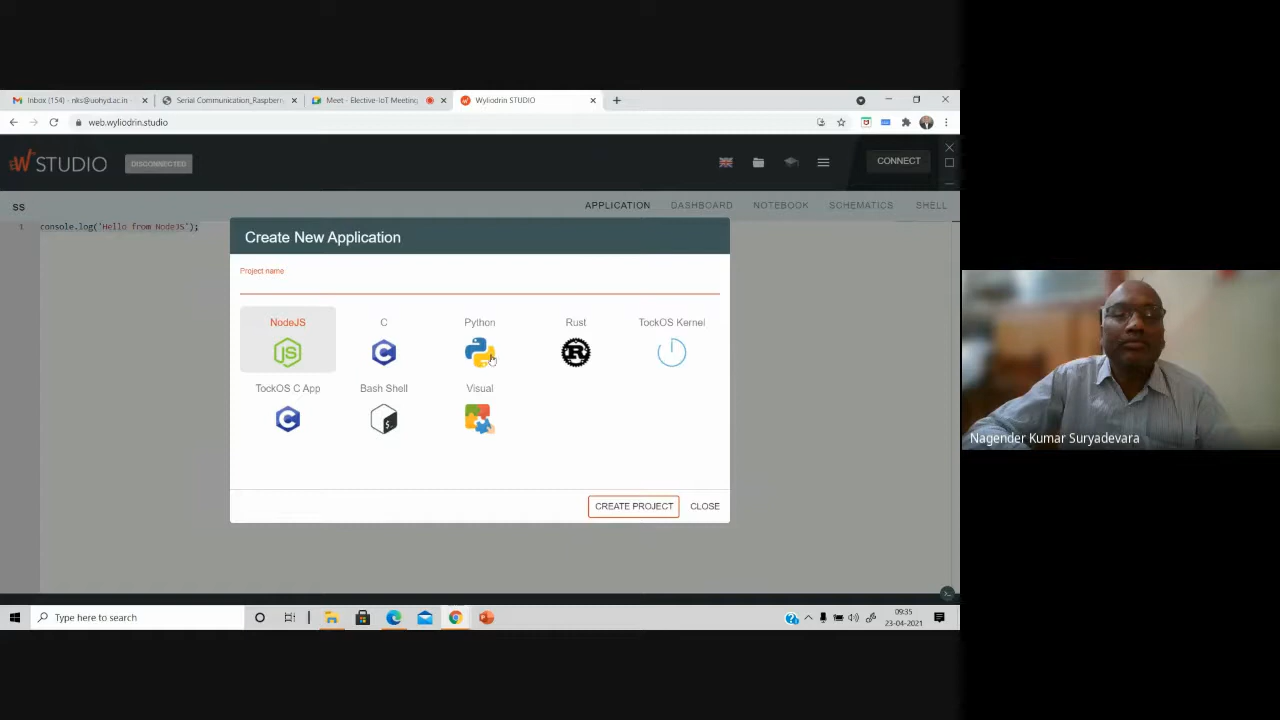 Inbox (154) - nks@uohyd.ac.in
Serial Communication_Raspberry
Meet - Elective-IoT Meeting
Wyliodrin STUDIO
web.wyliodrin.studio
W STUDIO
DISCONNECTED
CONNECT
SS
APPLICATION
DASHBOARD
NOTEBOOK
SCHEMATICS
SHELL
1 console.log('Hello from NodeJS');
Create New Application
Project name
NodeJS
C
Python
Rust
TockOS Kernel
TockOS C App
Bash Shell
Visual
CREATE PROJECT
CLOSE
Nagender Kumar Suryadevara
Type here to search
09:35
23-04-2021